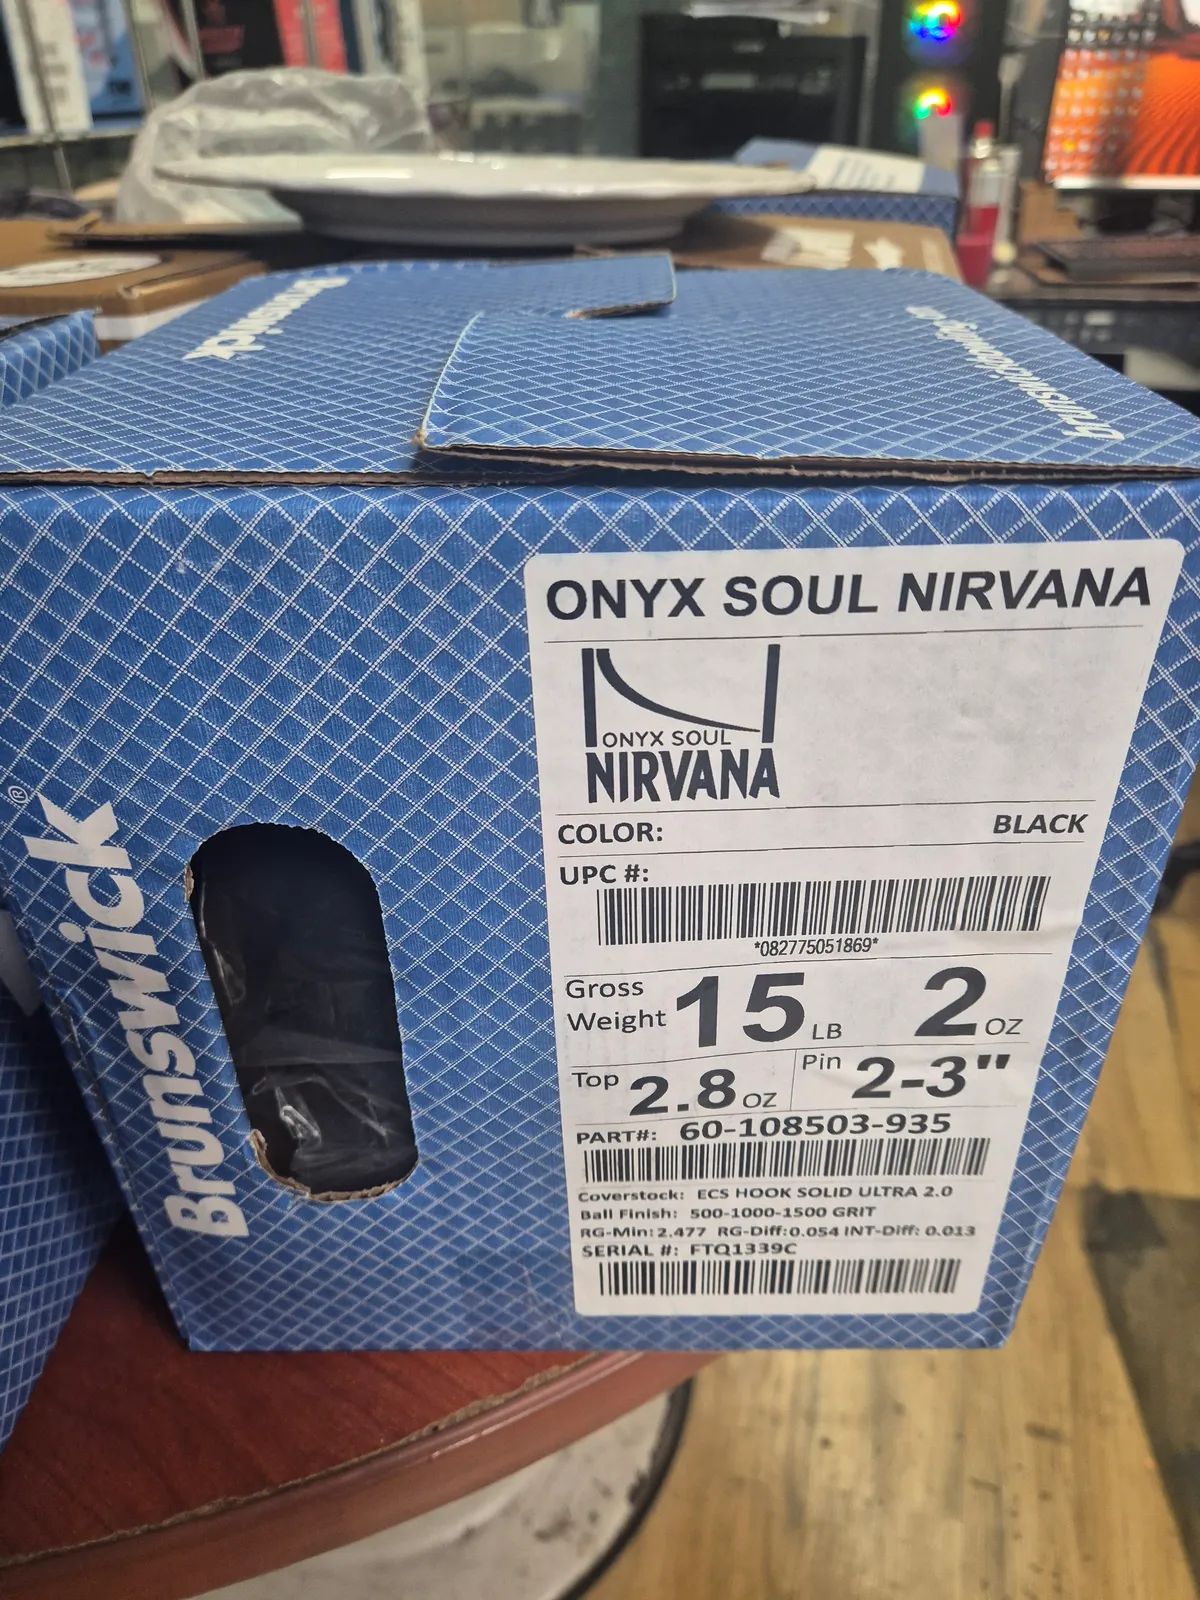 Brunswick
brunswickbowling.com
Brunswick®
ONYX SOUL NIRVANA
ONYX SOUL
NIRVANA
COLOR: BLACK
UPC #:
*082775051869*
Gross Weight 15 LB 2 OZ
Top 2.8 OZ Pin 2-3"
PART#: 60-108503-935
Coverstock: ECS HOOK SOLID ULTRA 2.0
Ball Finish: 500-1000-1500 GRIT
RG-Min: 2.477 RG-Diff: 0.054 INT-Diff: 0.013
SERIAL #: FTQ1339C